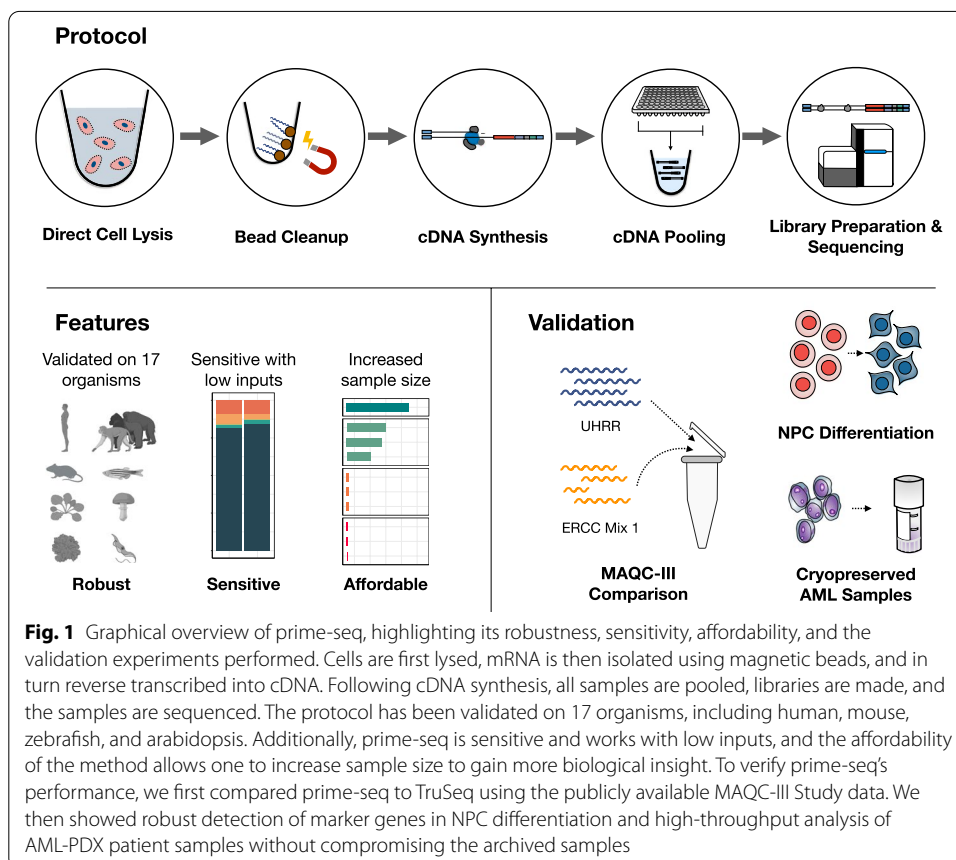 Protocol
Direct Cell Lysis
Bead Cleanup
cDNA Synthesis
cDNA Pooling
Library Preparation &
Sequencing
Features
Validated on 17
organisms
Sensitive with
low inputs
Increased
sample size
Robust
Sensitive
Affordable
Validation
UHRR
ERCC Mix 1
MAQC-III
Comparison
NPC Differentiation
Cryopreserved
AML Samples
Fig. 1 Graphical overview of prime-seq, highlighting its robustness, sensitivity, affordability, and the
validation experiments performed. Cells are first lysed, mRNA is then isolated using magnetic beads, and in
turn reverse transcribed into cDNA. Following cDNA synthesis, all samples are pooled, libraries are made, and
the samples are sequenced. The protocol has been validated on 17 organisms, including human, mouse,
zebrafish, and arabidopsis. Additionally, prime-seq is sensitive and works with low inputs, and the affordability
of the method allows one to increase sample size to gain more biological insight. To verify prime-seq's
performance, we first compared prime-seq to TruSeq using the publicly available MAQC-III Study data. We
then showed robust detection of marker genes in NPC differentiation and high-throughput analysis of
AML-PDX patient samples without compromising the archived samples